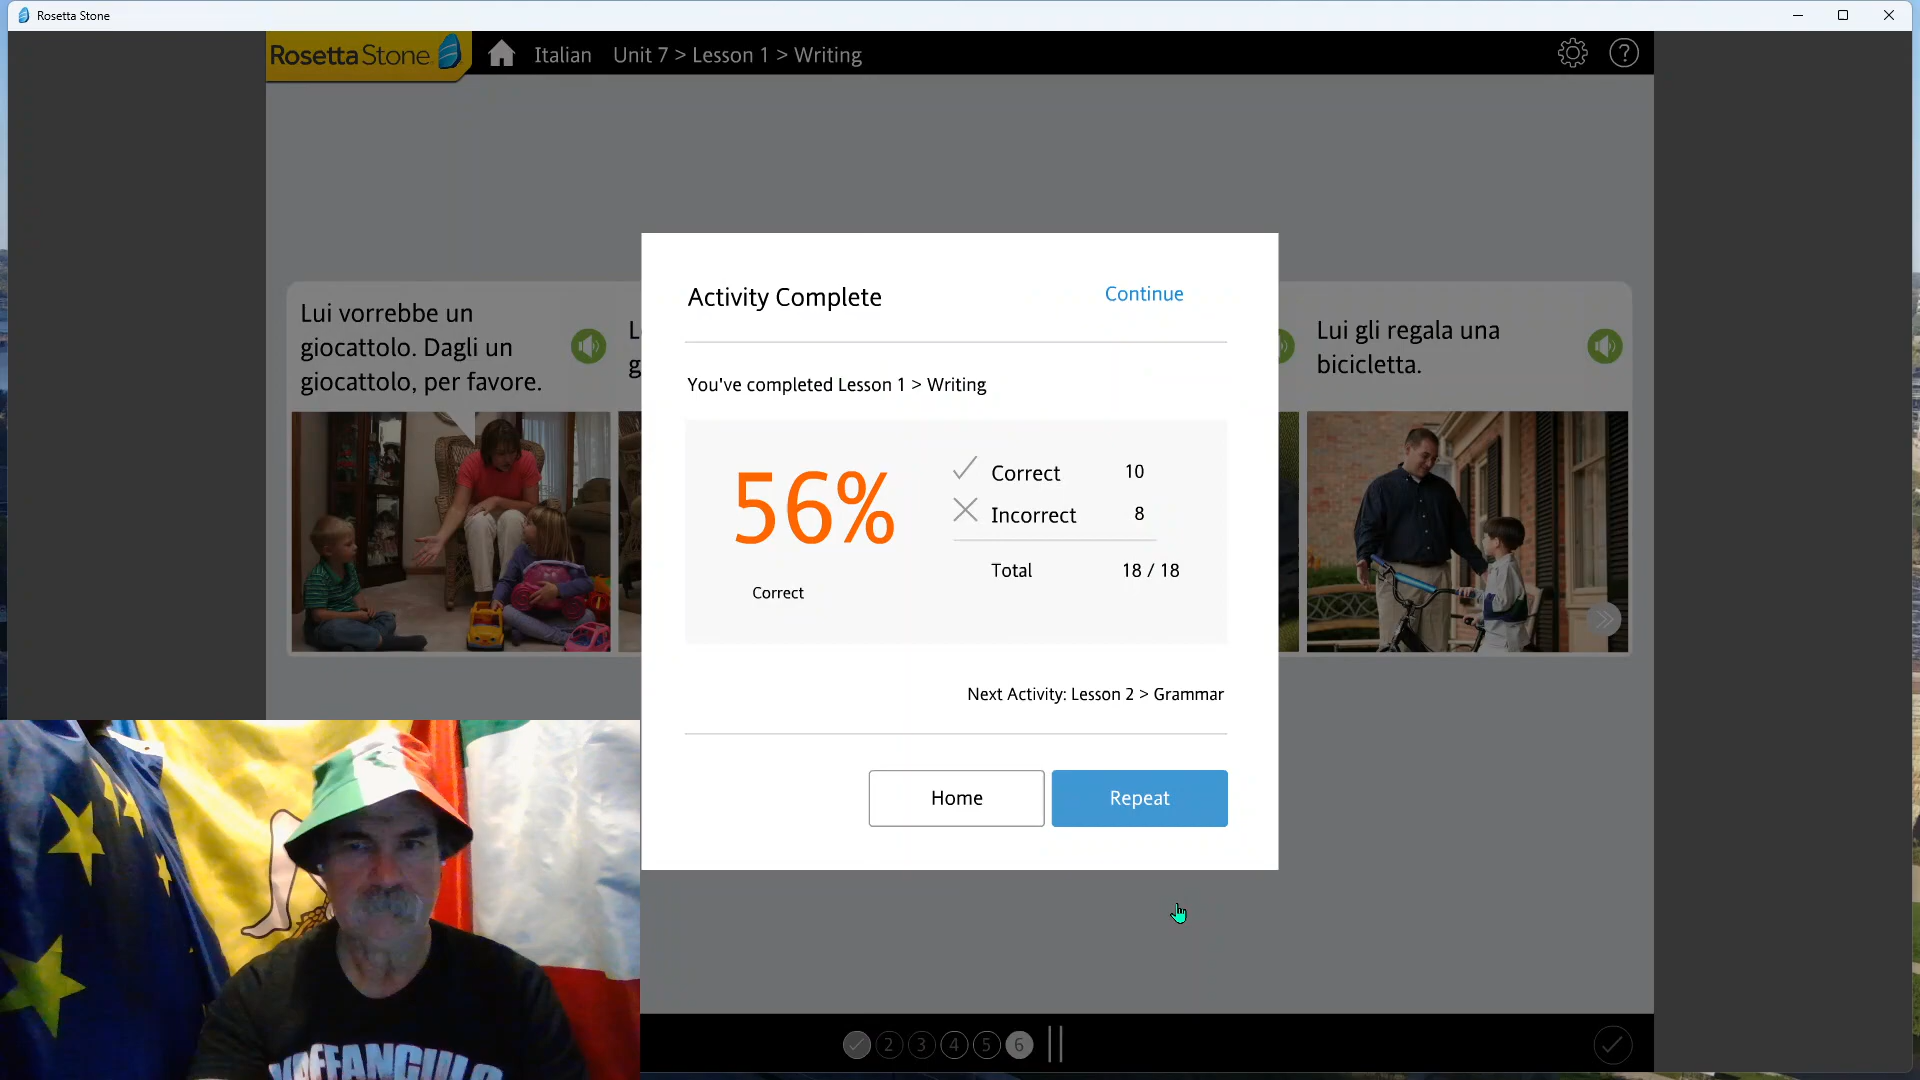 Rosetta Stone
Rosetta Stone
Italian
Unit 7 > Lesson 1 > Writing
?
Lui vorrebbe un
giocattolo. Dagli un
giocattolo, per favore.
Lui gli regala una
bicicletta.
Activity Complete
Continue
You've completed Lesson 1 > Writing
56%
Correct
Correct 10
Incorrect 8
Total 18 / 18
Next Activity: Lesson 2 > Grammar
Home
Repeat
2 3 4 5 6